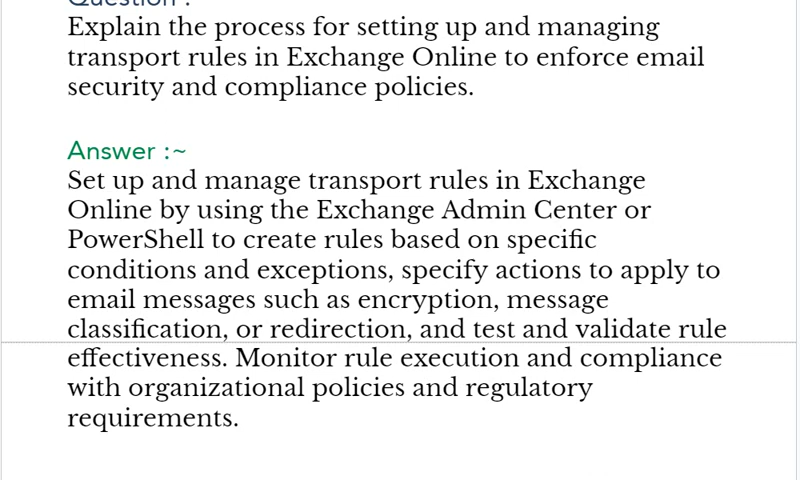 Question :
Explain the process for setting up and managing
transport rules in Exchange Online to enforce email
security and compliance policies.
Answer :~
Set up and manage transport rules in Exchange
Online by using the Exchange Admin Center or
PowerShell to create rules based on specific
conditions and exceptions, specify actions to apply to
email messages such as encryption, message
classification, or redirection, and test and validate rule
effectiveness. Monitor rule execution and compliance
with organizational policies and regulatory
requirements.